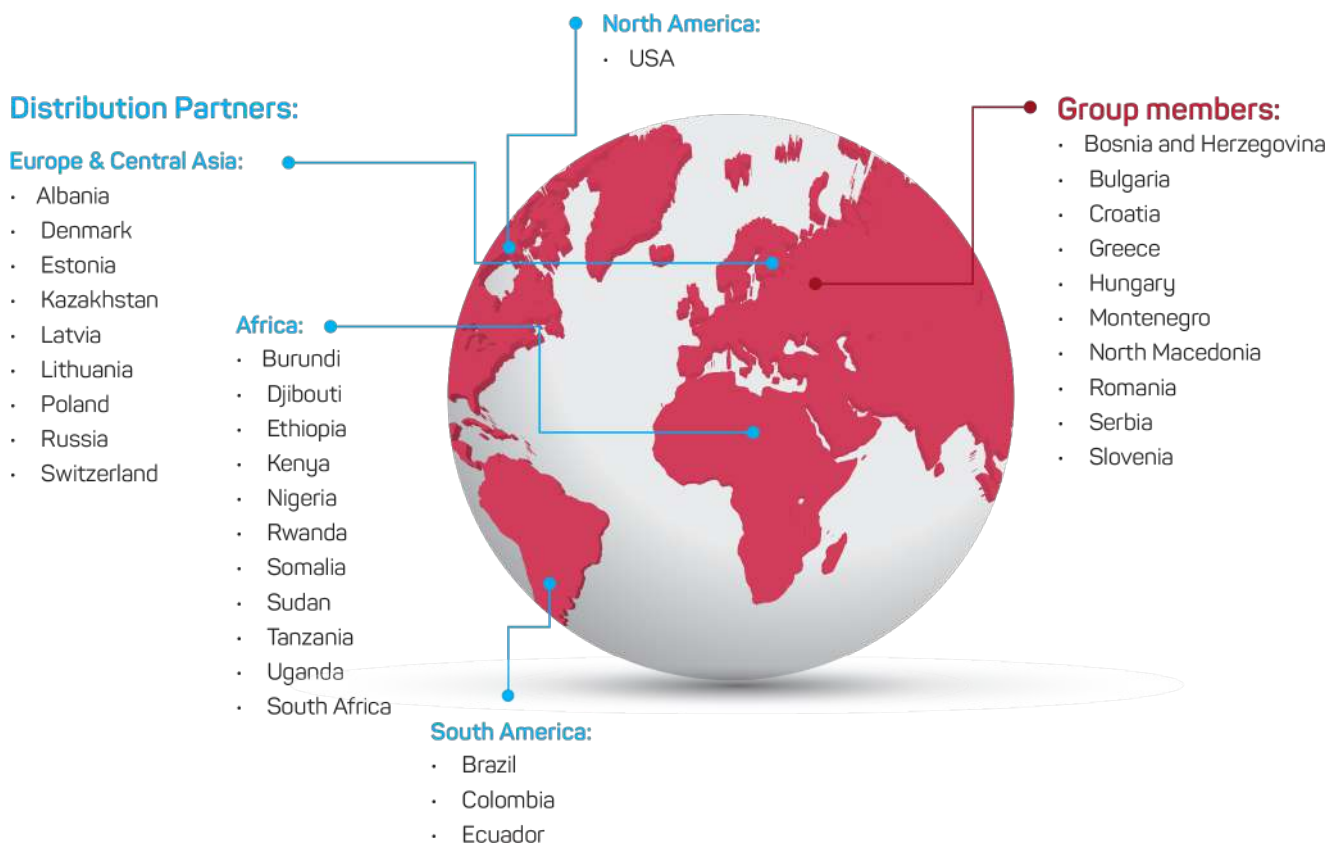 North America:
· USA
Distribution Partners:
Europe & Central Asia:
· Albania
· Denmark
· Estonia
· Kazakhstan
· Latvia
· Lithuania
· Poland
· Russia
· Switzerland
Africa:
· Burundi
· Djibouti
· Ethiopia
· Kenya
· Nigeria
· Rwanda
· Somalia
· Sudan
· Tanzania
· Uganda
· South Africa
South America:
· Brazil
· Colombia
· Ecuador
Group members:
· Bosnia and Herzegovina
· Bulgaria
· Croatia
· Greece
· Hungary
· Montenegro
· North Macedonia
· Romania
· Serbia
· Slovenia